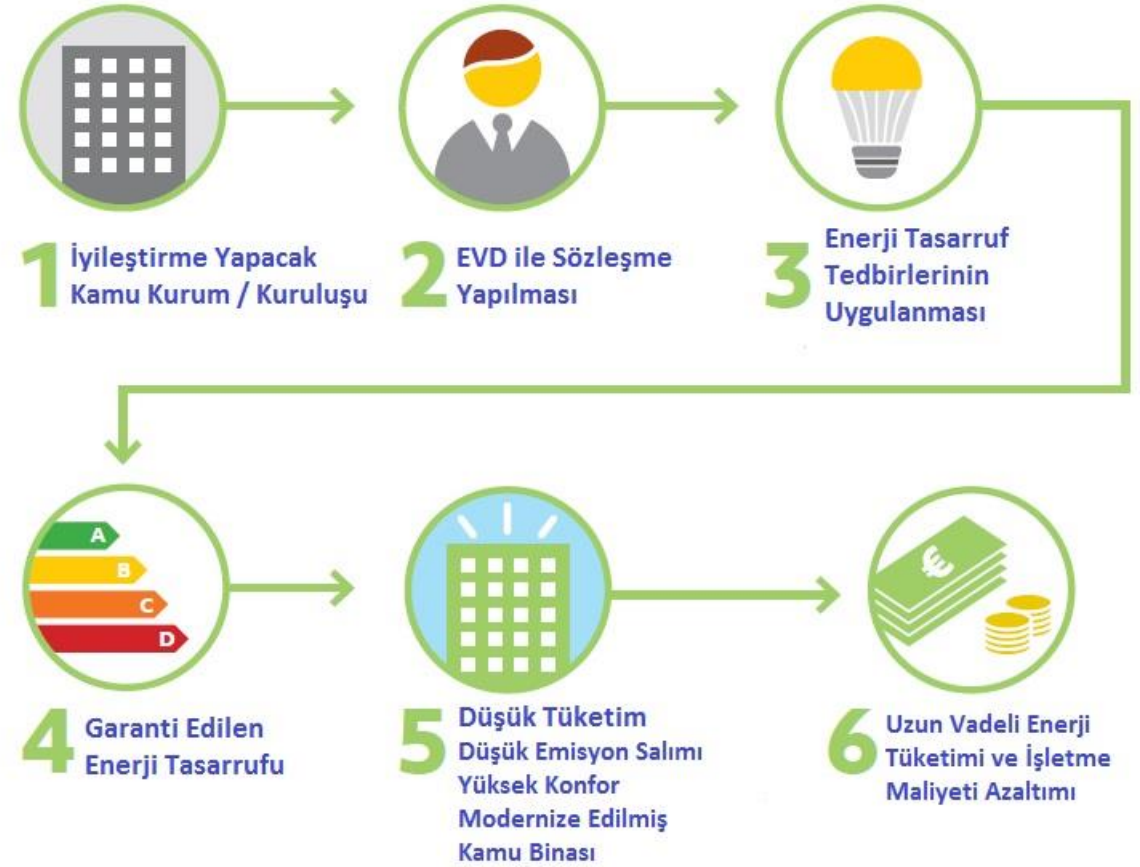 1 İyileştirme Yapacak
Kamu Kurum / Kuruluşu
2 EVD ile Sözleşme
Yapılması
3 Enerji Tasarruf
Tedbirlerinin
Uygulanması
A
B
C
D
€
4 Garanti Edilen
Enerji Tasarrufu
5 Düşük Tüketim
Düşük Emisyon Salımı
Yüksek Konfor
Modernize Edilmiş
Kamu Binası
6 Uzun Vadeli Enerji
Tüketimi ve İşletme
Maliyeti Azaltımı